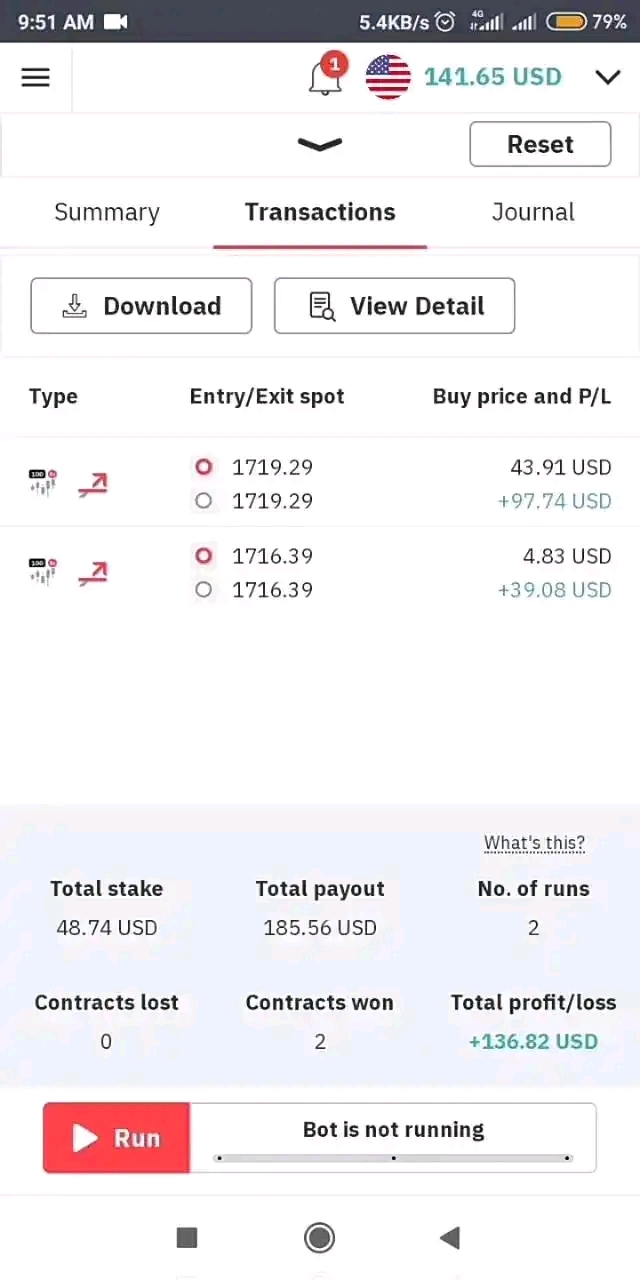 9:51 AM 5.4KB/s 4G 79%
1 141.65 USD
Reset
Summary Transactions Journal
Download View Detail
Type Entry/Exit spot Buy price and P/L
100 1s 1719.29 43.91 USD
1719.29 +97.74 USD
100 1s 1716.39 4.83 USD
1716.39 +39.08 USD
What's this?
Total stake Total payout No. of runs
48.74 USD 185.56 USD 2
Contracts lost Contracts won Total profit/loss
0 2 +136.82 USD
Run Bot is not running